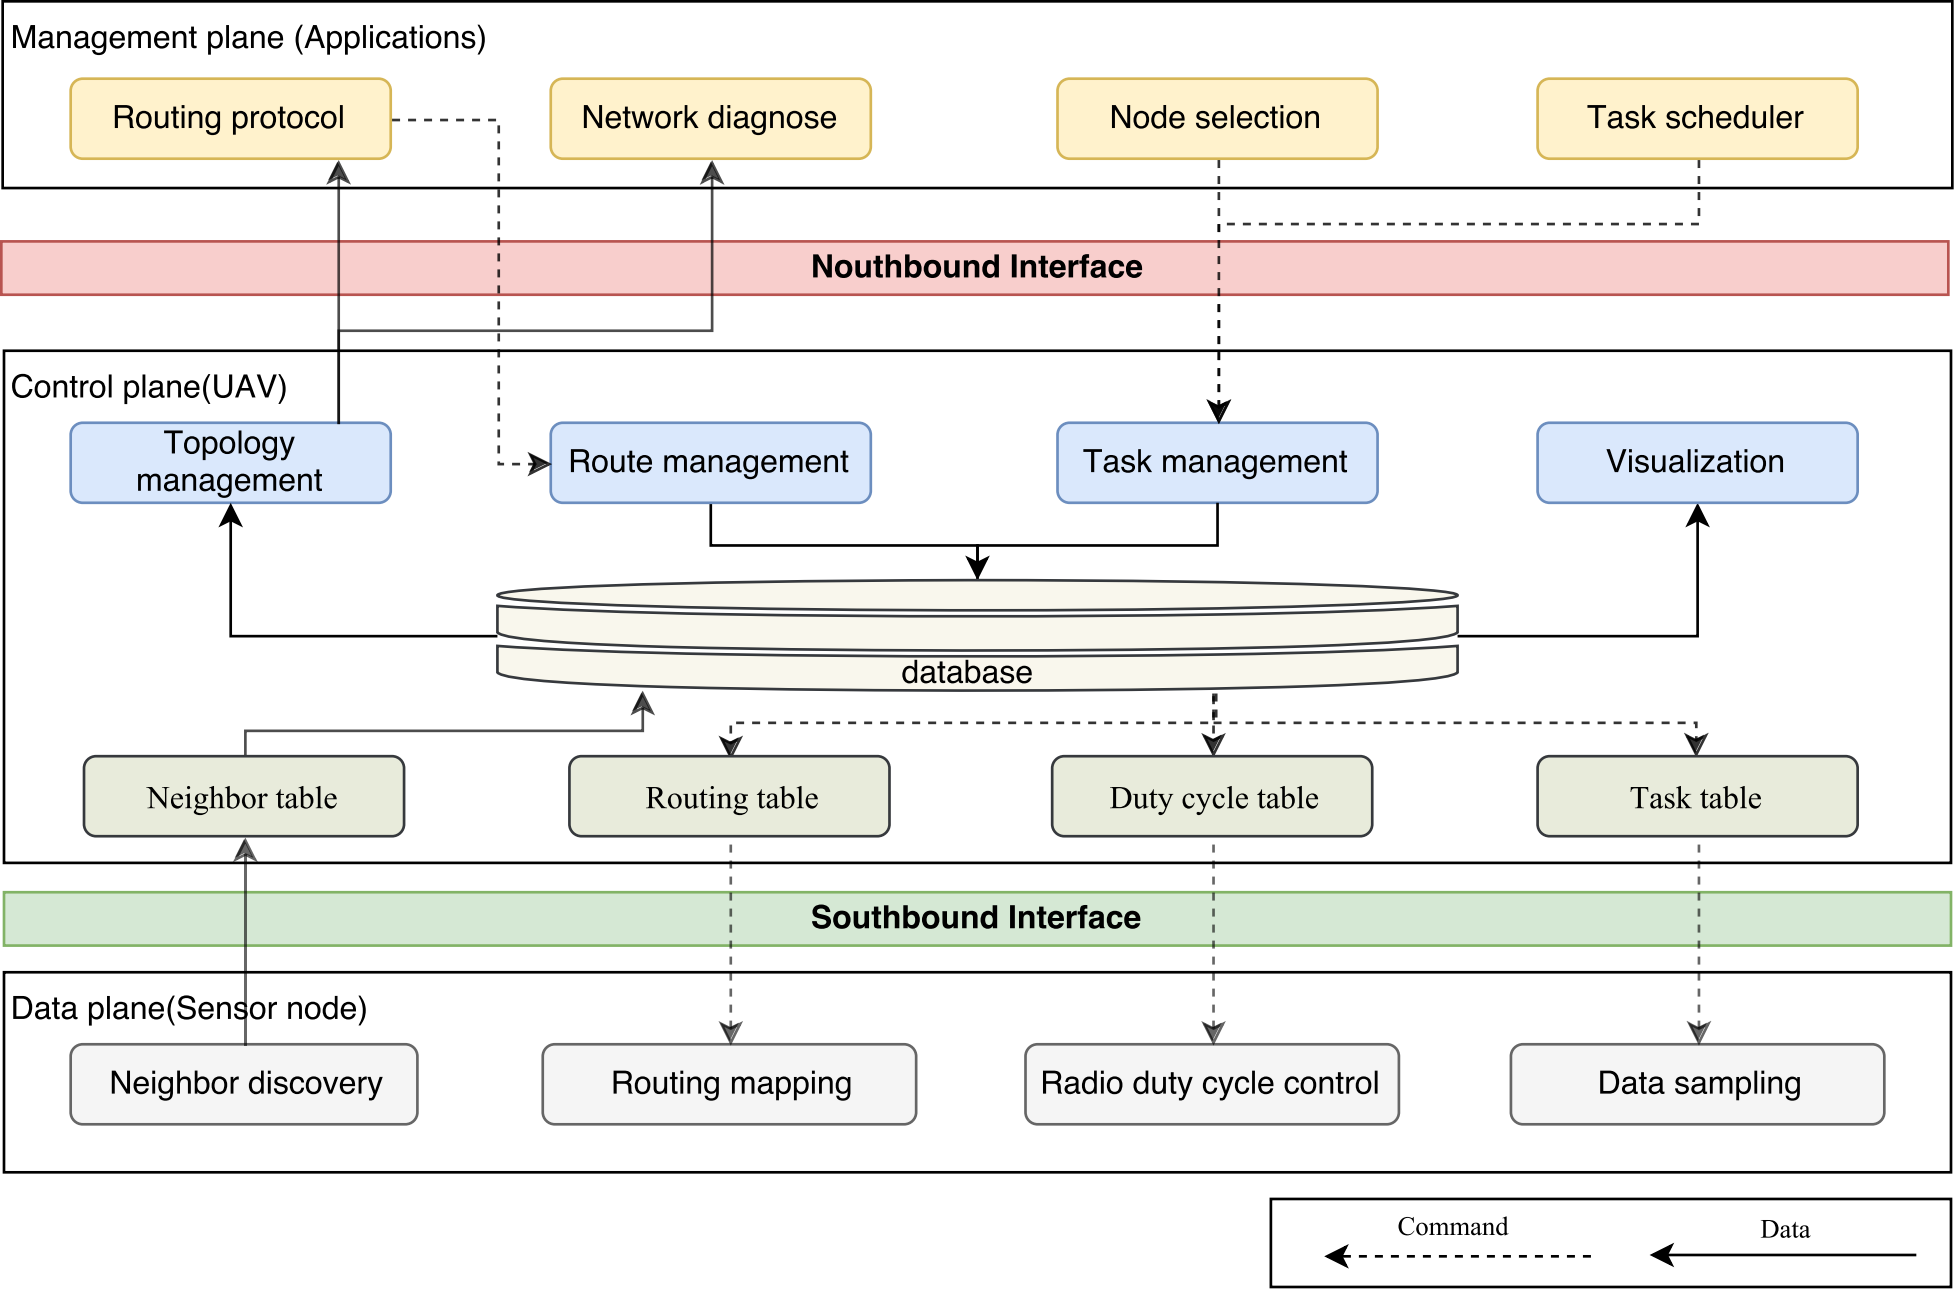 Management plane (Applications)
Routing protocol
Network diagnose
Node selection
Task scheduler
Nouthbound Interface
Control plane(UAV)
Topology
management
Route management
Task management
Visualization
database
Neighbor table
Routing table
Duty cycle table
Task table
Southbound Interface
Data plane(Sensor node)
Neighbor discovery
Routing mapping
Radio duty cycle control
Data sampling
Command
Data